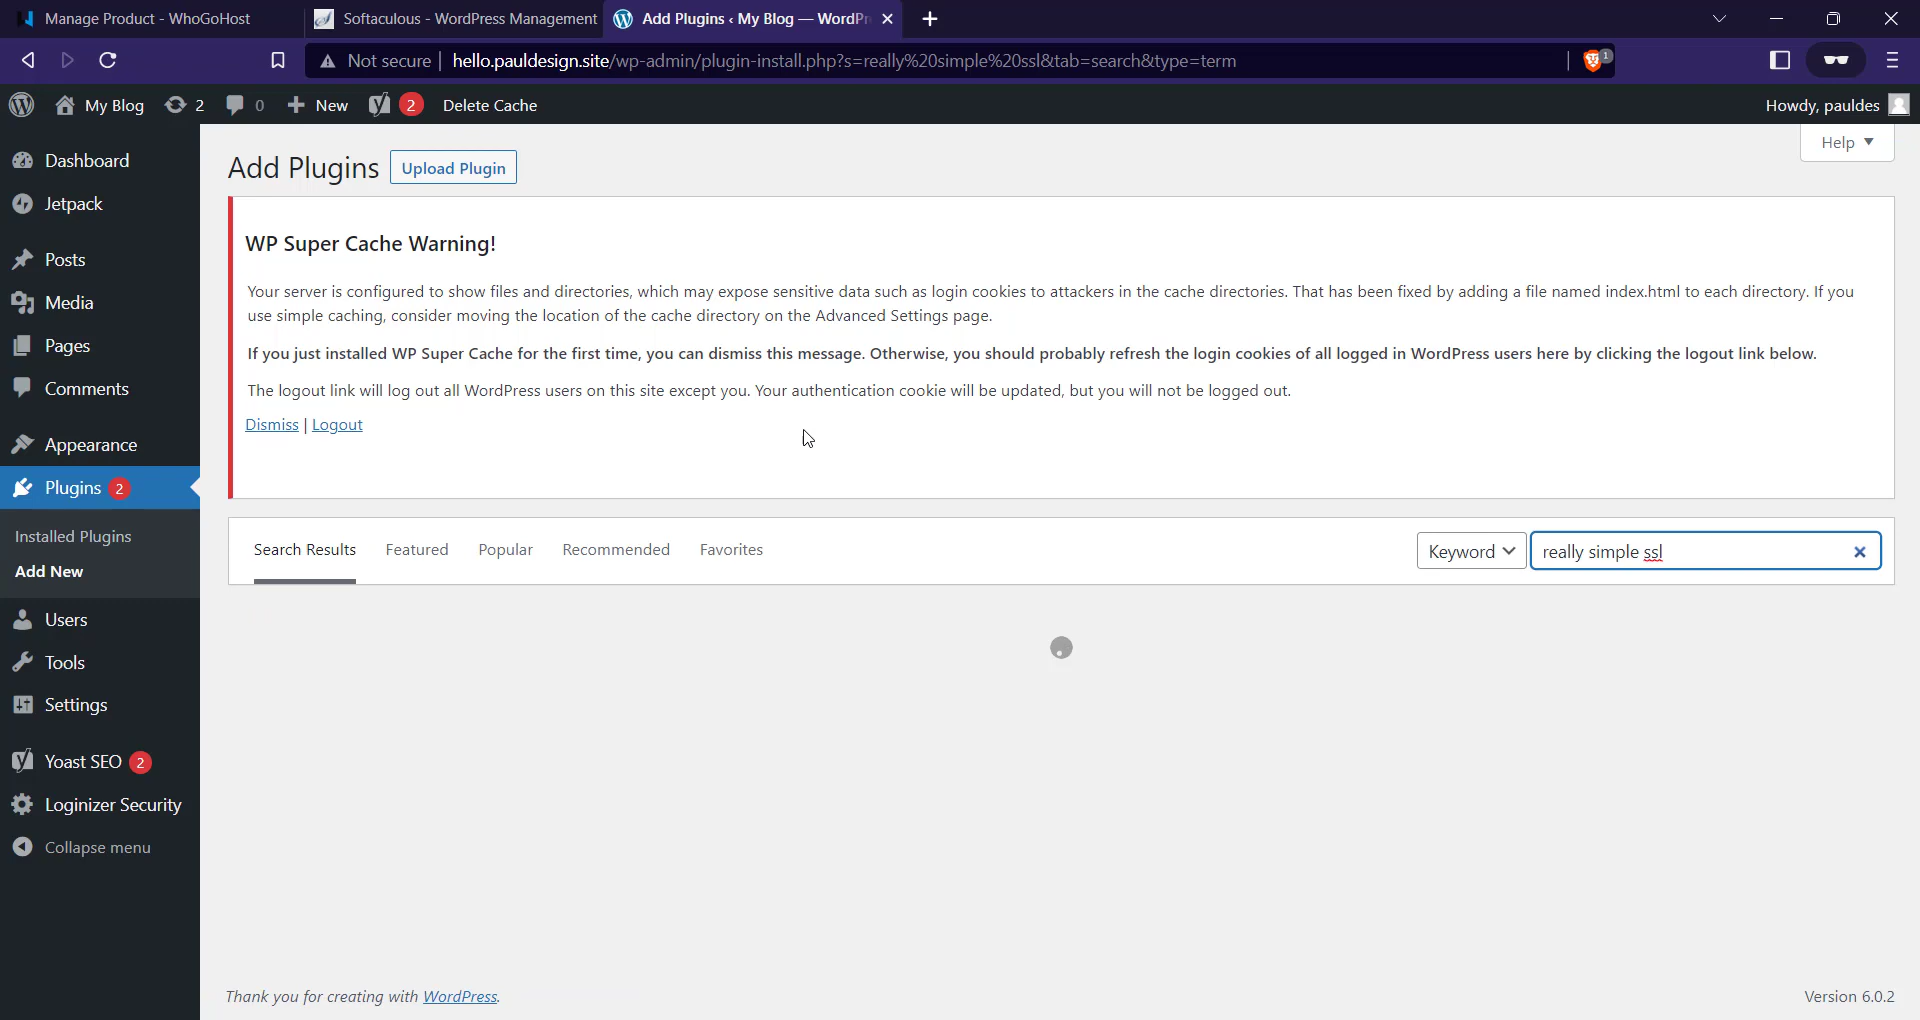 Manage Product - WhoGoHost
Softaculous - WordPress Management
Add Plugins ‹ My Blog — WordPr
Not secure
hello.pauldesign.site/wp-admin/plugin-install.php?s=really%20simple%20ssl&tab=search&type=term
1
My Blog
2
0
New
2
Delete Cache
Howdy, pauldes
Help
Dashboard
Jetpack
Posts
Media
Pages
Comments
Appearance
Plugins 2
Installed Plugins
Add New
Users
Tools
Settings
Yoast SEO 2
Loginizer Security
Collapse menu
Add Plugins
Upload Plugin
WP Super Cache Warning!
Your server is configured to show files and directories, which may expose sensitive data such as login cookies to attackers in the cache directories. That has been fixed by adding a file named index.html to each directory. If you
use simple caching, consider moving the location of the cache directory on the Advanced Settings page.
If you just installed WP Super Cache for the first time, you can dismiss this message. Otherwise, you should probably refresh the login cookies of all logged in WordPress users here by clicking the logout link below.
The logout link will log out all WordPress users on this site except you. Your authentication cookie will be updated, but you will not be logged out.
Dismiss | Logout
Search Results
Featured
Popular
Recommended
Favorites
Keyword
really simple ssl
Thank you for creating with WordPress.
Version 6.0.2